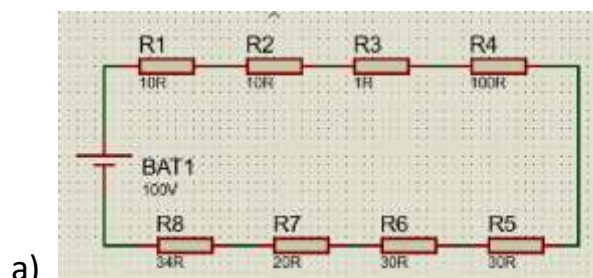 R1 R2 R3 R4
10R 10R 1R 100R
BAT1
100V
R8 R7 R6 R5
34R 20R 30R 30R
a)